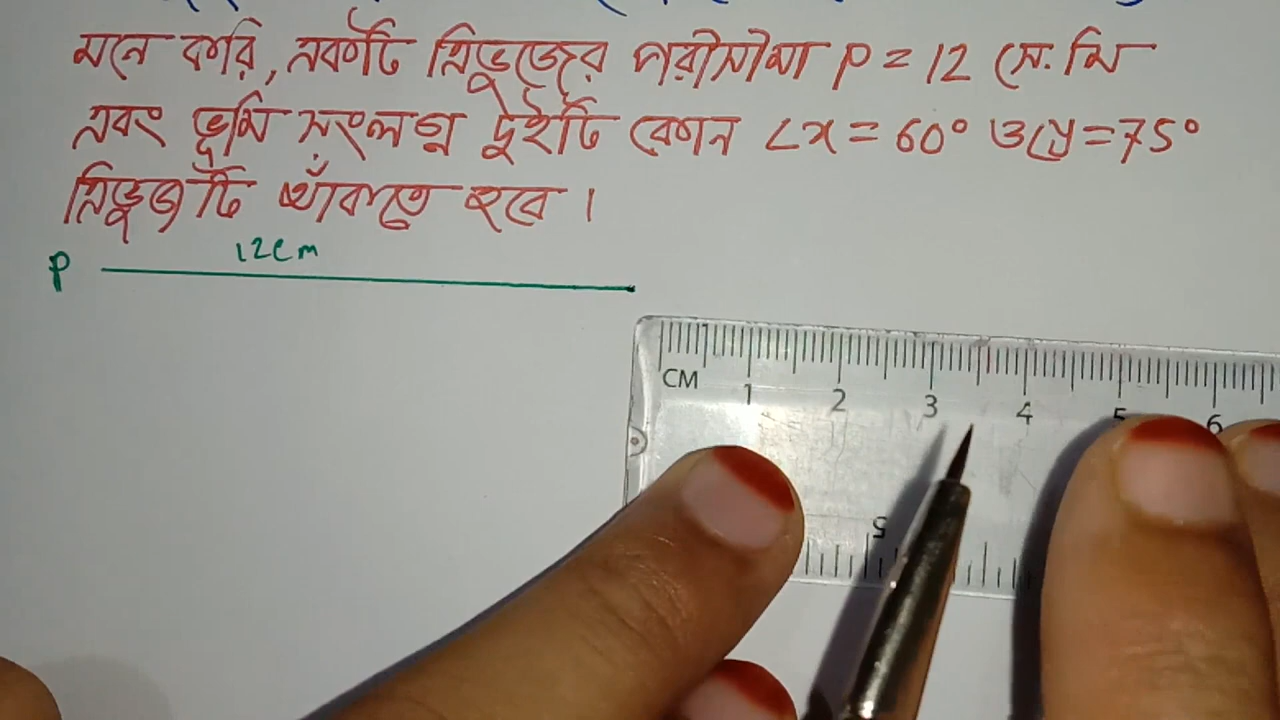 মনে করি, একটি ত্রিভুজের পরীসীমা P = 12 সে. মি
এবং ভূমি সংলগ্ন দুইটি কোন ∠x = 60° ও ∠y = 75°
ত্রিভুজটি আঁকতে হবে।
P 12cm
CM 1 2 3 4 5 6
5